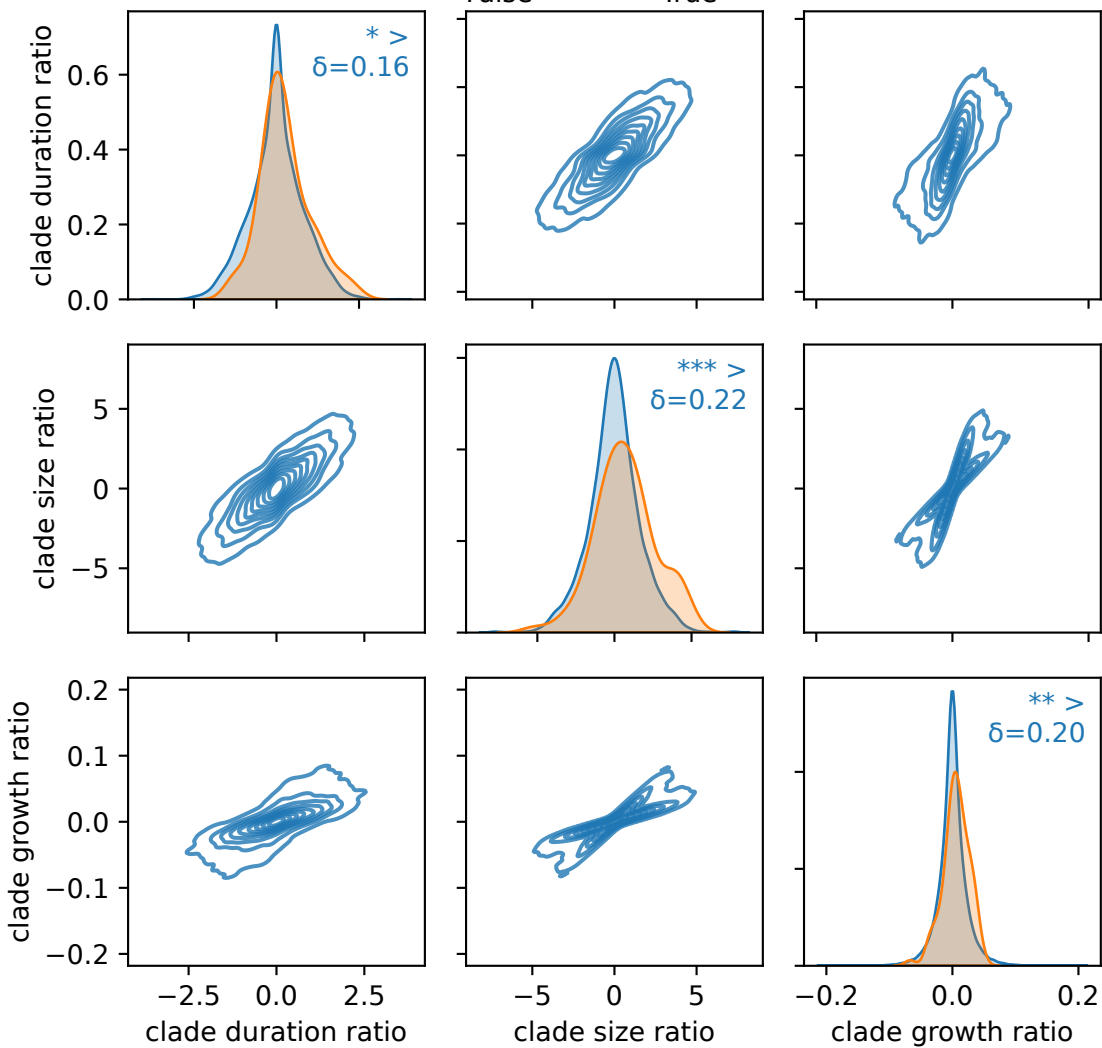 clade duration ratio
0.6
0.4
0.2
0.0
* >
δ=0.16
clade size ratio
5
0
−5
*** >
δ=0.22
clade growth ratio
0.2
0.1
0.0
−0.1
−0.2
** >
δ=0.20
−2.5 0.0 2.5
−5 0 5
−0.2 0.0 0.2
clade duration ratio
clade size ratio
clade growth ratio